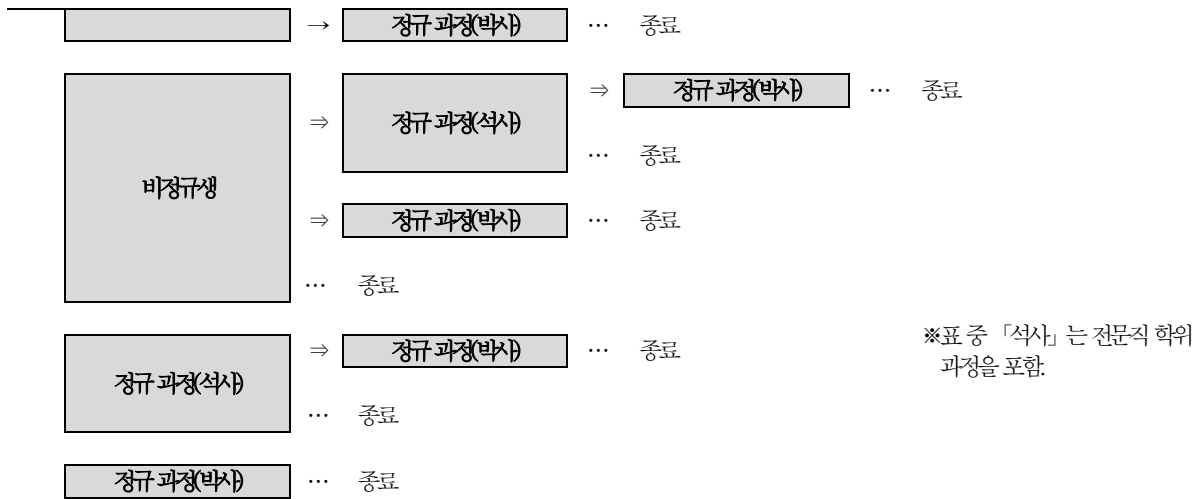 → 정규 과정(박사) … 종료
⇒ 정규 과정(박사) … 종료
⇒ 정규 과정(석사)
… 종료
비정규생
⇒ 정규 과정(박사) … 종료
… 종료
⇒ 정규 과정(박사) … 종료
※표 중 「석사」는 전문직 학위
과정을 포함.
정규 과정(석사)
… 종료
정규 과정(박사) … 종료